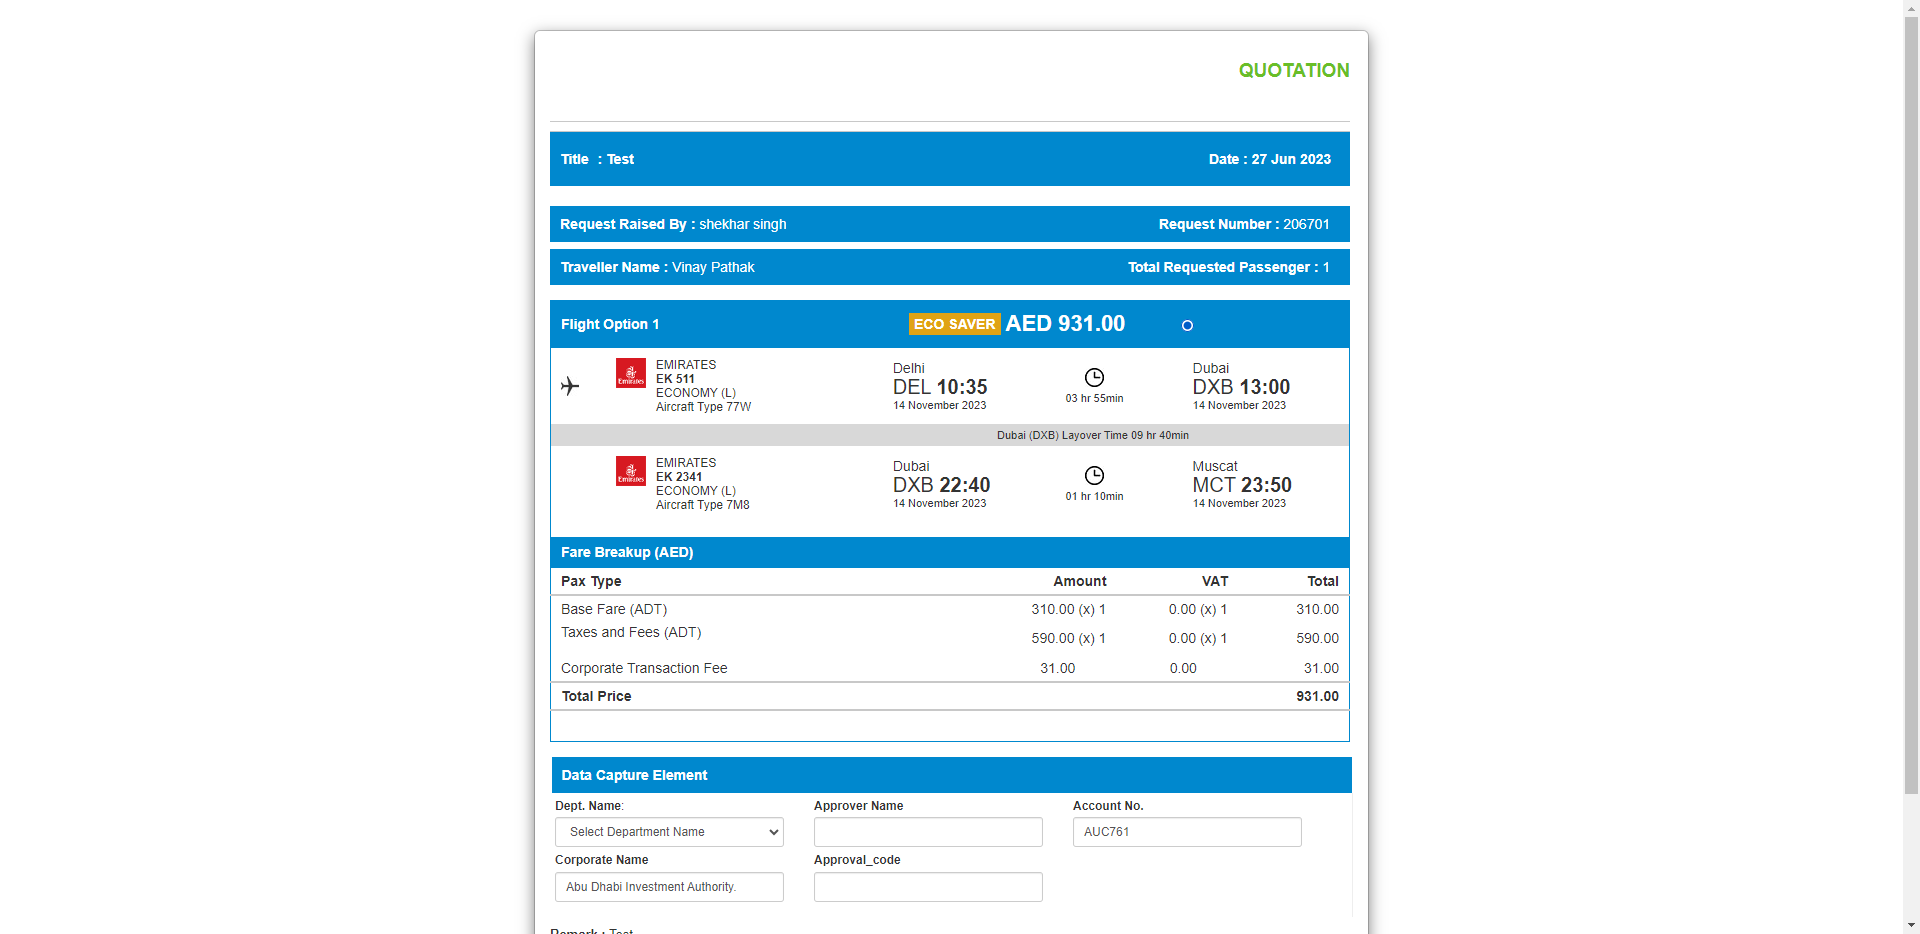 QUOTATION
Title : Test Date : 27 Jun 2023
Request Raised By : shekhar singh Request Number : 206701
Traveller Name : Vinay Pathak Total Requested Passenger : 1
Flight Option 1 ECO SAVER AED 931.00
Emirates
EMIRATES
EK 511
ECONOMY (L)
Aircraft Type 77W
Delhi
DEL 10:35
14 November 2023
03 hr 55min
Dubai
DXB 13:00
14 November 2023
Dubai (DXB) Layover Time 09 hr 40min
Emirates
EMIRATES
EK 2341
ECONOMY (L)
Aircraft Type 7M8
Dubai
DXB 22:40
14 November 2023
01 hr 10min
Muscat
MCT 23:50
14 November 2023
Fare Breakup (AED)
Pax Type Amount VAT Total
Base Fare (ADT) 310.00 (x) 1 0.00 (x) 1 310.00
Taxes and Fees (ADT) 590.00 (x) 1 0.00 (x) 1 590.00
Corporate Transaction Fee 31.00 0.00 31.00
Total Price 931.00
Data Capture Element
Dept. Name: Approver Name Account No.
Select Department Name AUC761
Corporate Name Approval_code
Abu Dhabi Investment Authority.
Remark : Test